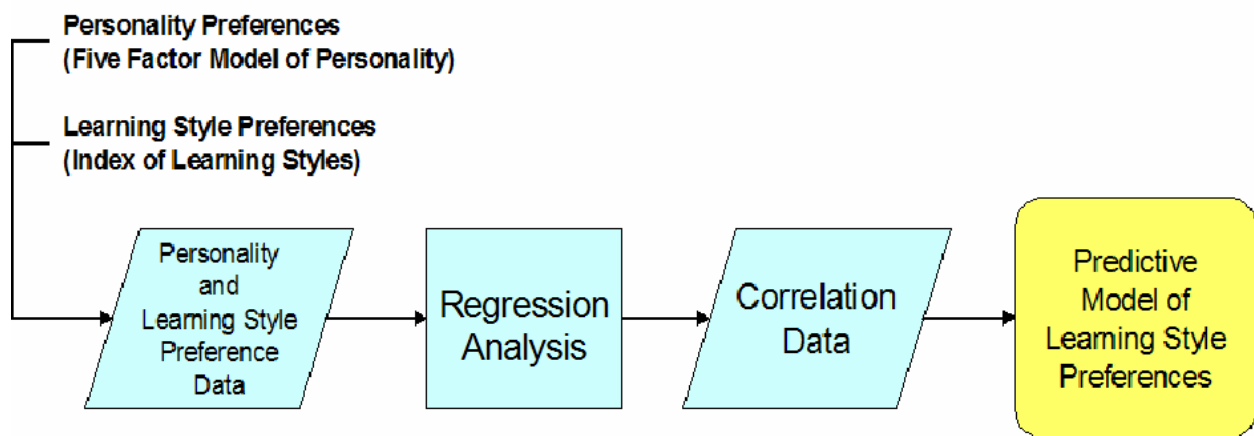 Personality Preferences
(Five Factor Model of Personality)
Learning Style Preferences
(Index of Learning Styles)
Personality
and
Learning Style
Preference
Data
Regression
Analysis
Correlation
Data
Predictive
Model of
Learning Style
Preferences